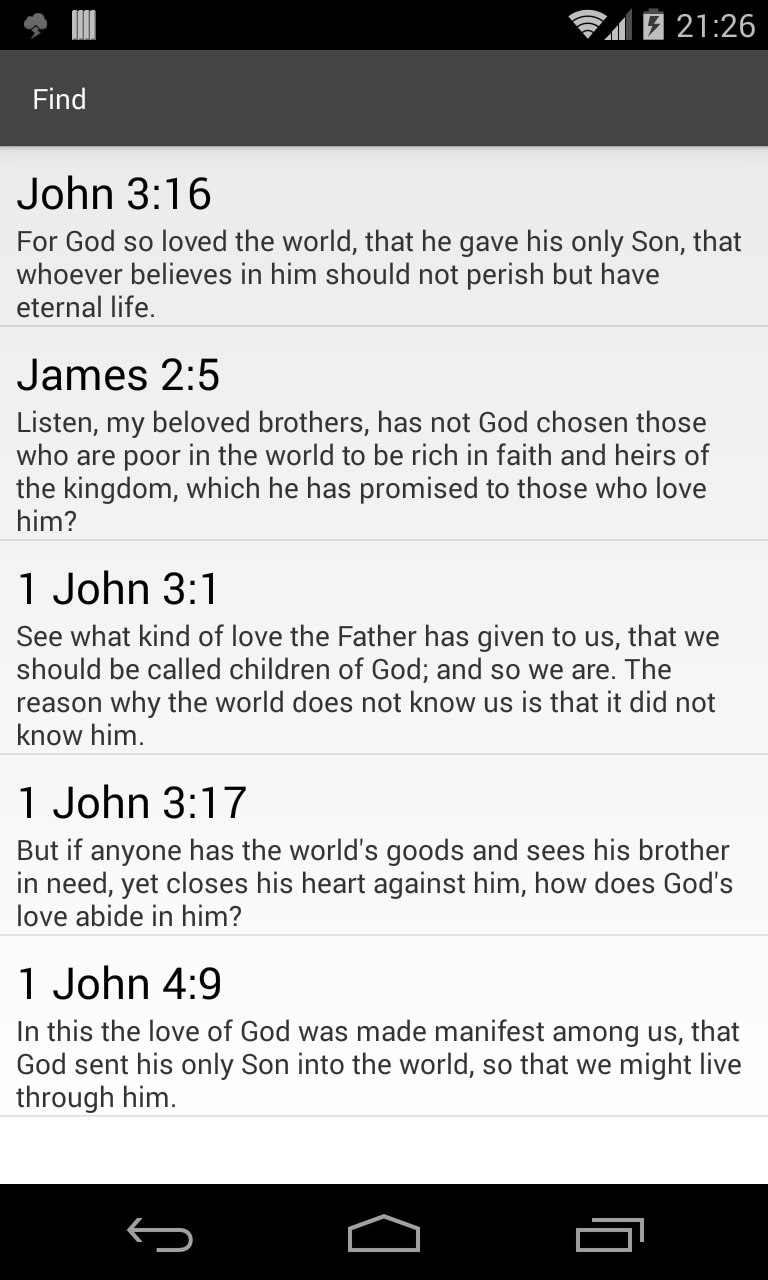 21:26
Find
John 3:16
For God so loved the world, that he gave his only Son, that
whoever believes in him should not perish but have
eternal life.
James 2:5
Listen, my beloved brothers, has not God chosen those
who are poor in the world to be rich in faith and heirs of
the kingdom, which he has promised to those who love
him?
1 John 3:1
See what kind of love the Father has given to us, that we
should be called children of God; and so we are. The
reason why the world does not know us is that it did not
know him.
1 John 3:17
But if anyone has the world's goods and sees his brother
in need, yet closes his heart against him, how does God's
love abide in him?
1 John 4:9
In this the love of God was made manifest among us, that
God sent his only Son into the world, so that we might live
through him.